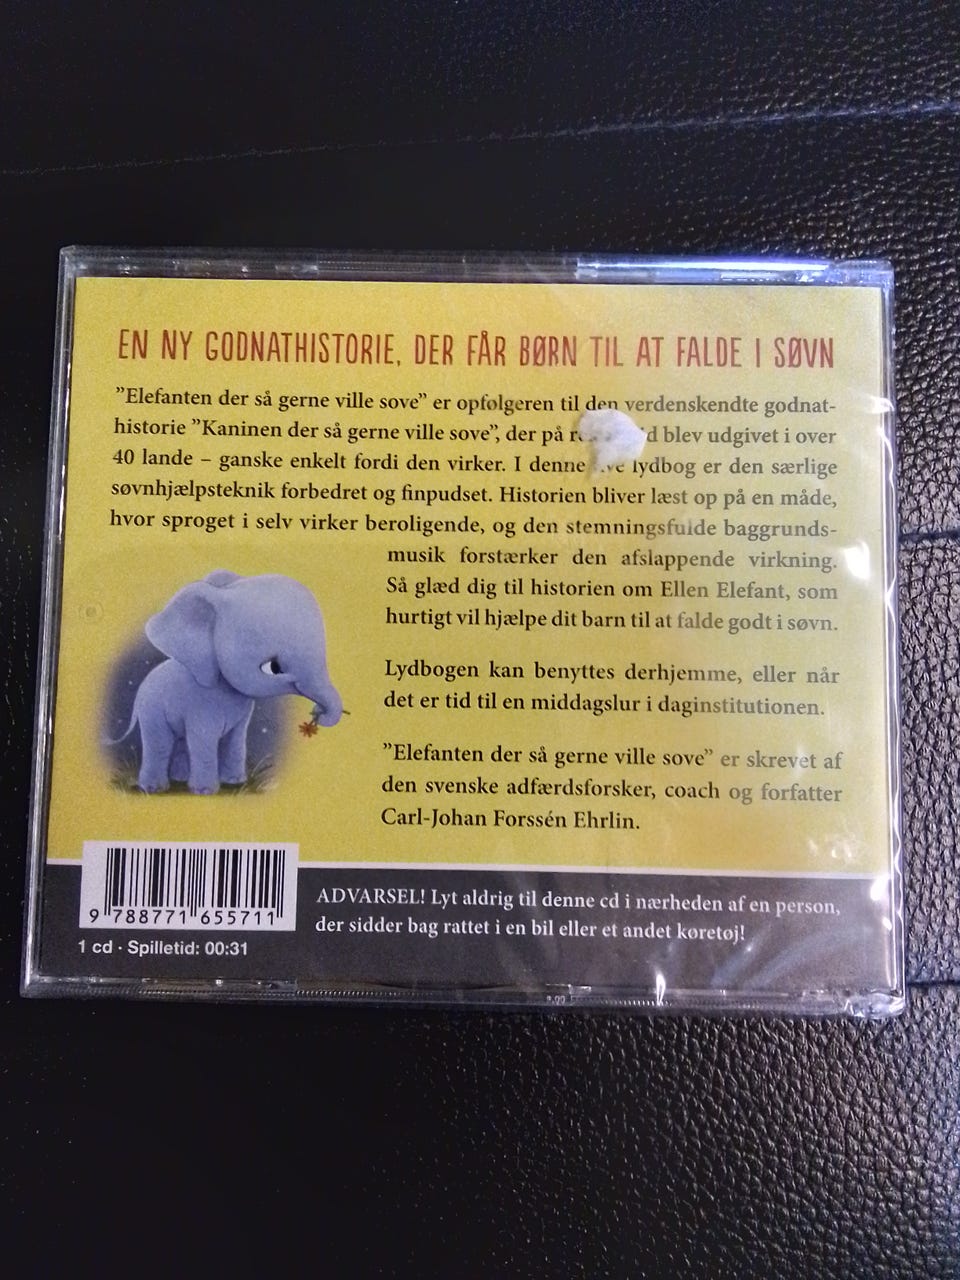 EN NY GODNATHISTORIE, DER FÅR BØRN TIL AT FALDE I SØVN
”Elefanten der så gerne ville sove” er opfølgeren til den verdenskendte godnat-
historie ”Kaninen der så gerne ville sove”, der på blev udgivet i over
40 lande – ganske enkelt fordi den virker. I denne lydbog er den særlige
søvnhjælpsteknik forbedret og finpudset. Historien bliver læst op på en måde,
hvor sproget i selv virker beroligende, og den stemningsfulde baggrunds-
musik forstærker den afslappende virkning.
Så glæd dig til historien om Ellen Elefant, som
hurtigt vil hjælpe dit barn til at falde godt i søvn.
Lydbogen kan benyttes derhjemme, eller når
det er tid til en middagslur i daginstitutionen.
”Elefanten der så gerne ville sove” er skrevet af
den svenske adfærdsforsker, coach og forfatter
Carl-Johan Forssén Ehrlin.
9 788771 655711
1 cd · Spilletid: 00:31
ADVARSEL! Lyt aldrig til denne cd i nærheden af en person,
der sidder bag rattet i en bil eller et andet køretøj!